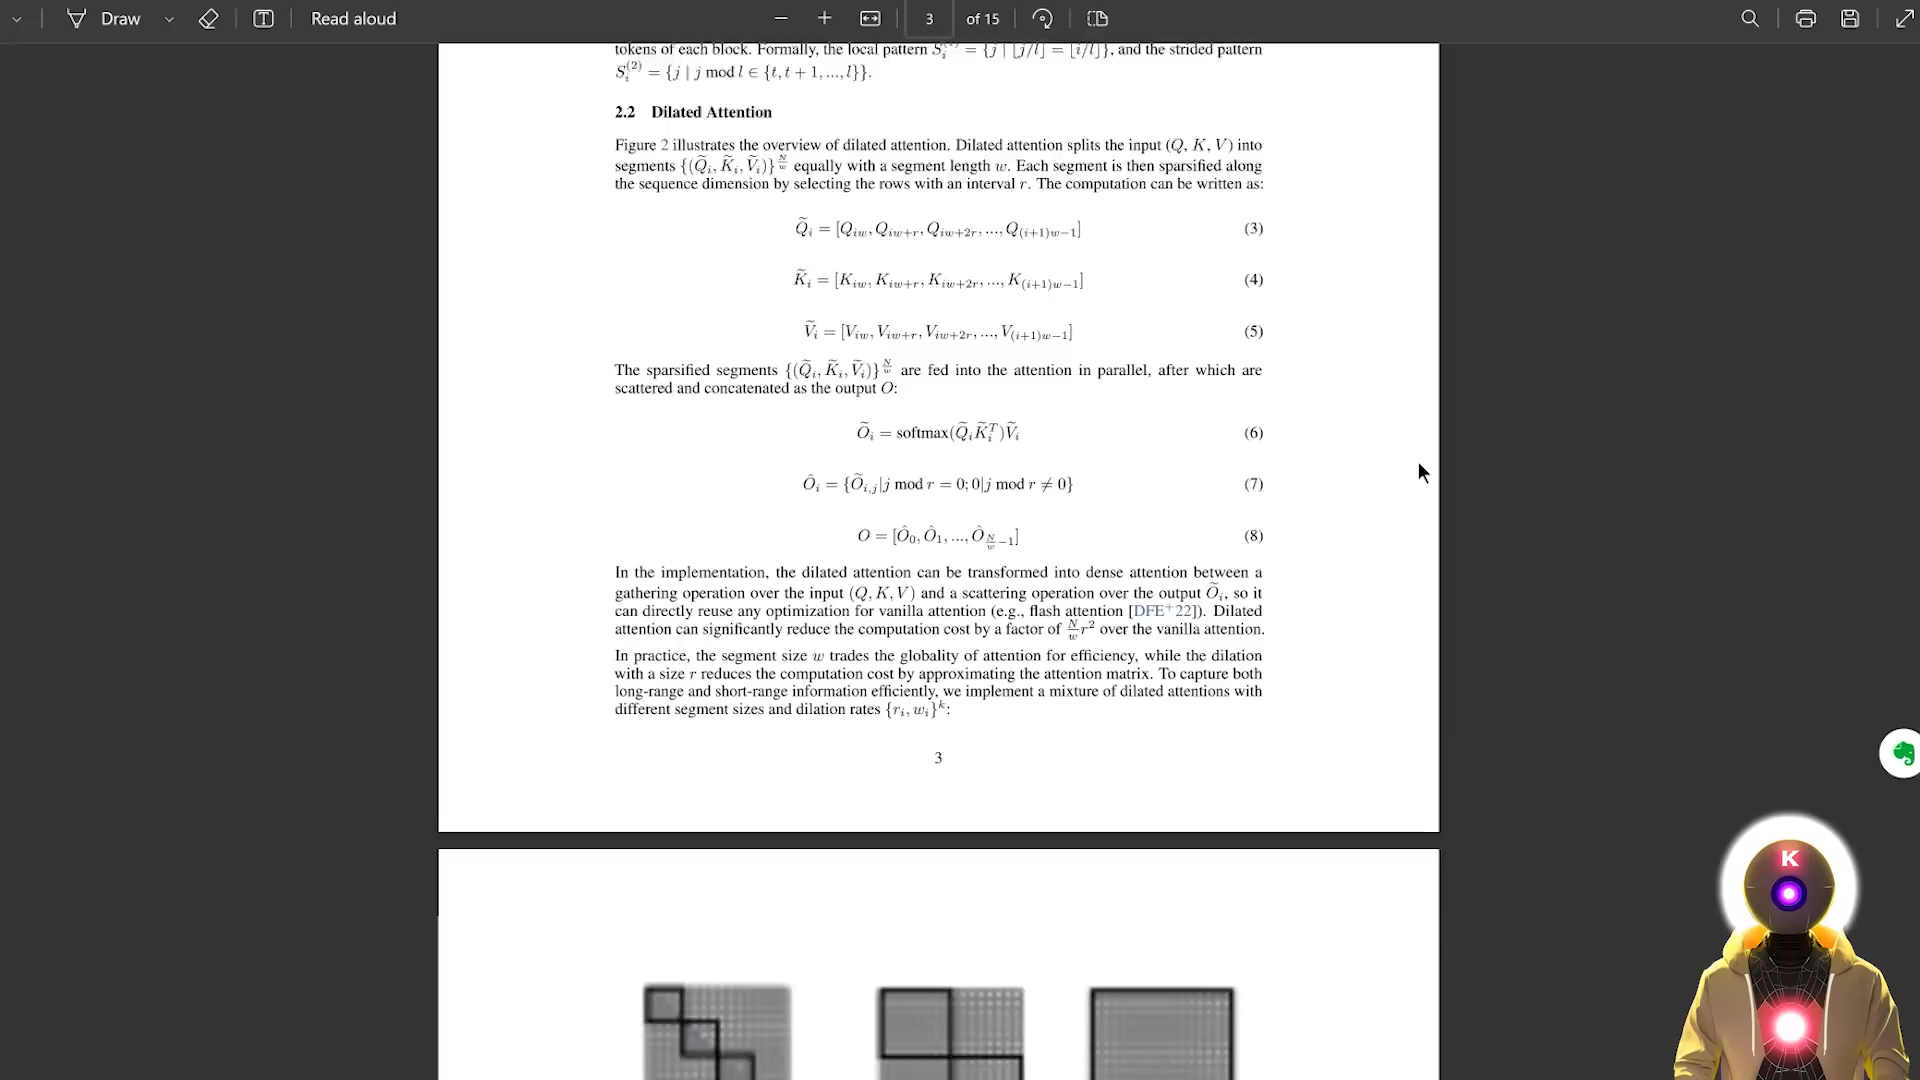 Draw
Read aloud
3 of 15
tokens of each block. Formally, the local pattern S_i = {j | ⌊j/l⌋ = ⌊i/l⌋}, and the strided pattern
S_i^(2) = {j | j mod l ∈ {t, t + 1, ..., l}}.
2.2 Dilated Attention
Figure 2 illustrates the overview of dilated attention. Dilated attention splits the input (Q, K, V) into
segments {(Q̃_i, K̃_i, Ṽ_i)}^(N/w) equally with a segment length w. Each segment is then sparsified along
the sequence dimension by selecting the rows with an interval r. The computation can be written as:
Q̃_i = [Q_iw, Q_iw+r, Q_iw+2r, ..., Q_(i+1)w−1] (3)
K̃_i = [K_iw, K_iw+r, K_iw+2r, ..., K_(i+1)w−1] (4)
Ṽ_i = [V_iw, V_iw+r, V_iw+2r, ..., V_(i+1)w−1] (5)
The sparsified segments {(Q̃_i, K̃_i, Ṽ_i)}^(N/w) are fed into the attention in parallel, after which are
scattered and concatenated as the output O:
Õ_i = softmax(Q̃_i K̃_i^T)Ṽ_i (6)
Ô_i = {Õ_i,j|j mod r = 0; 0|j mod r ≠ 0} (7)
O = [Ô_0, Ô_1, ..., Ô_(N/w)−1] (8)
In the implementation, the dilated attention can be transformed into dense attention between a
gathering operation over the input (Q, K, V) and a scattering operation over the output Õ_i, so it
can directly reuse any optimization for vanilla attention (e.g., flash attention [DFE+22]). Dilated
attention can significantly reduce the computation cost by a factor of N/w r² over the vanilla attention.
In practice, the segment size w trades the globality of attention for efficiency, while the dilation
with a size r reduces the computation cost by approximating the attention matrix. To capture both
long-range and short-range information efficiently, we implement a mixture of dilated attentions with
different segment sizes and dilation rates {r_i, w_i}^k:
3
K